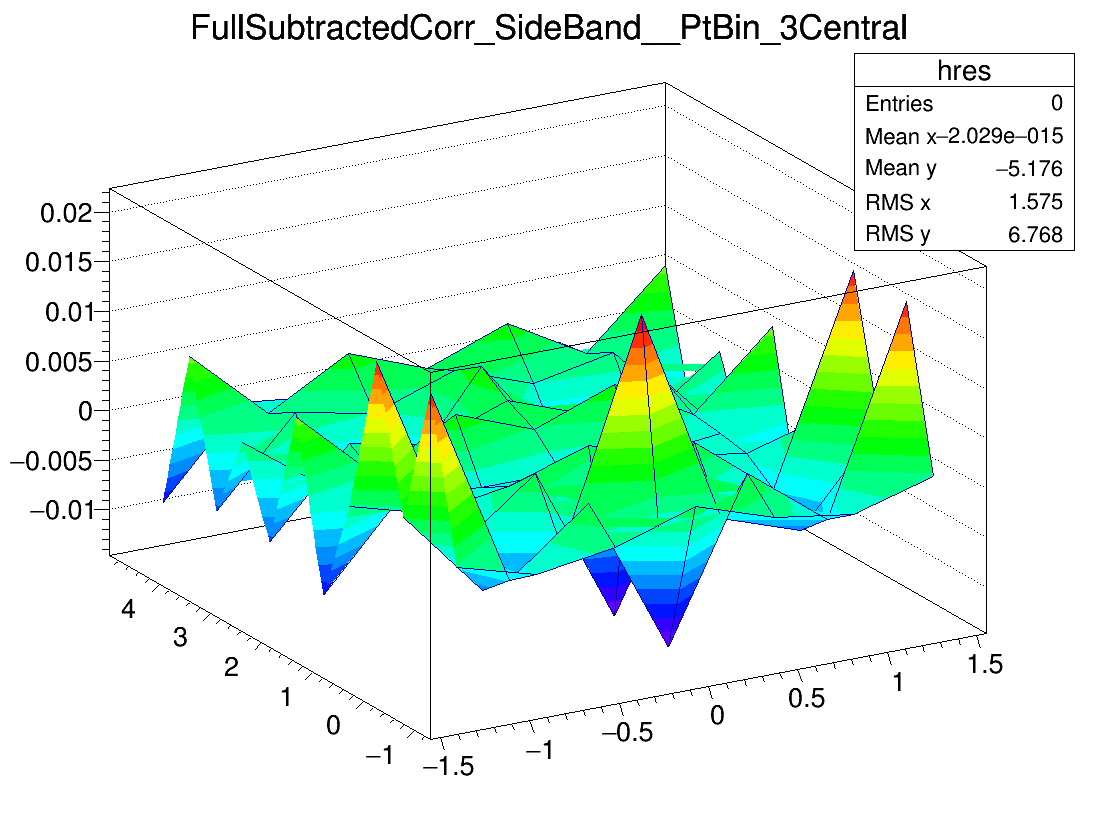 FullSubtractedCorr_SideBand__PtBin_3Central
hres
Entries 0
Mean x −2.029e−015
Mean y −5.176
RMS x 1.575
RMS y 6.768
0.02
0.015
0.01
0.005
0
−0.005
−0.01
4
3
2
1
0
−1
−1.5
−1
−0.5
0
0.5
1
1.5